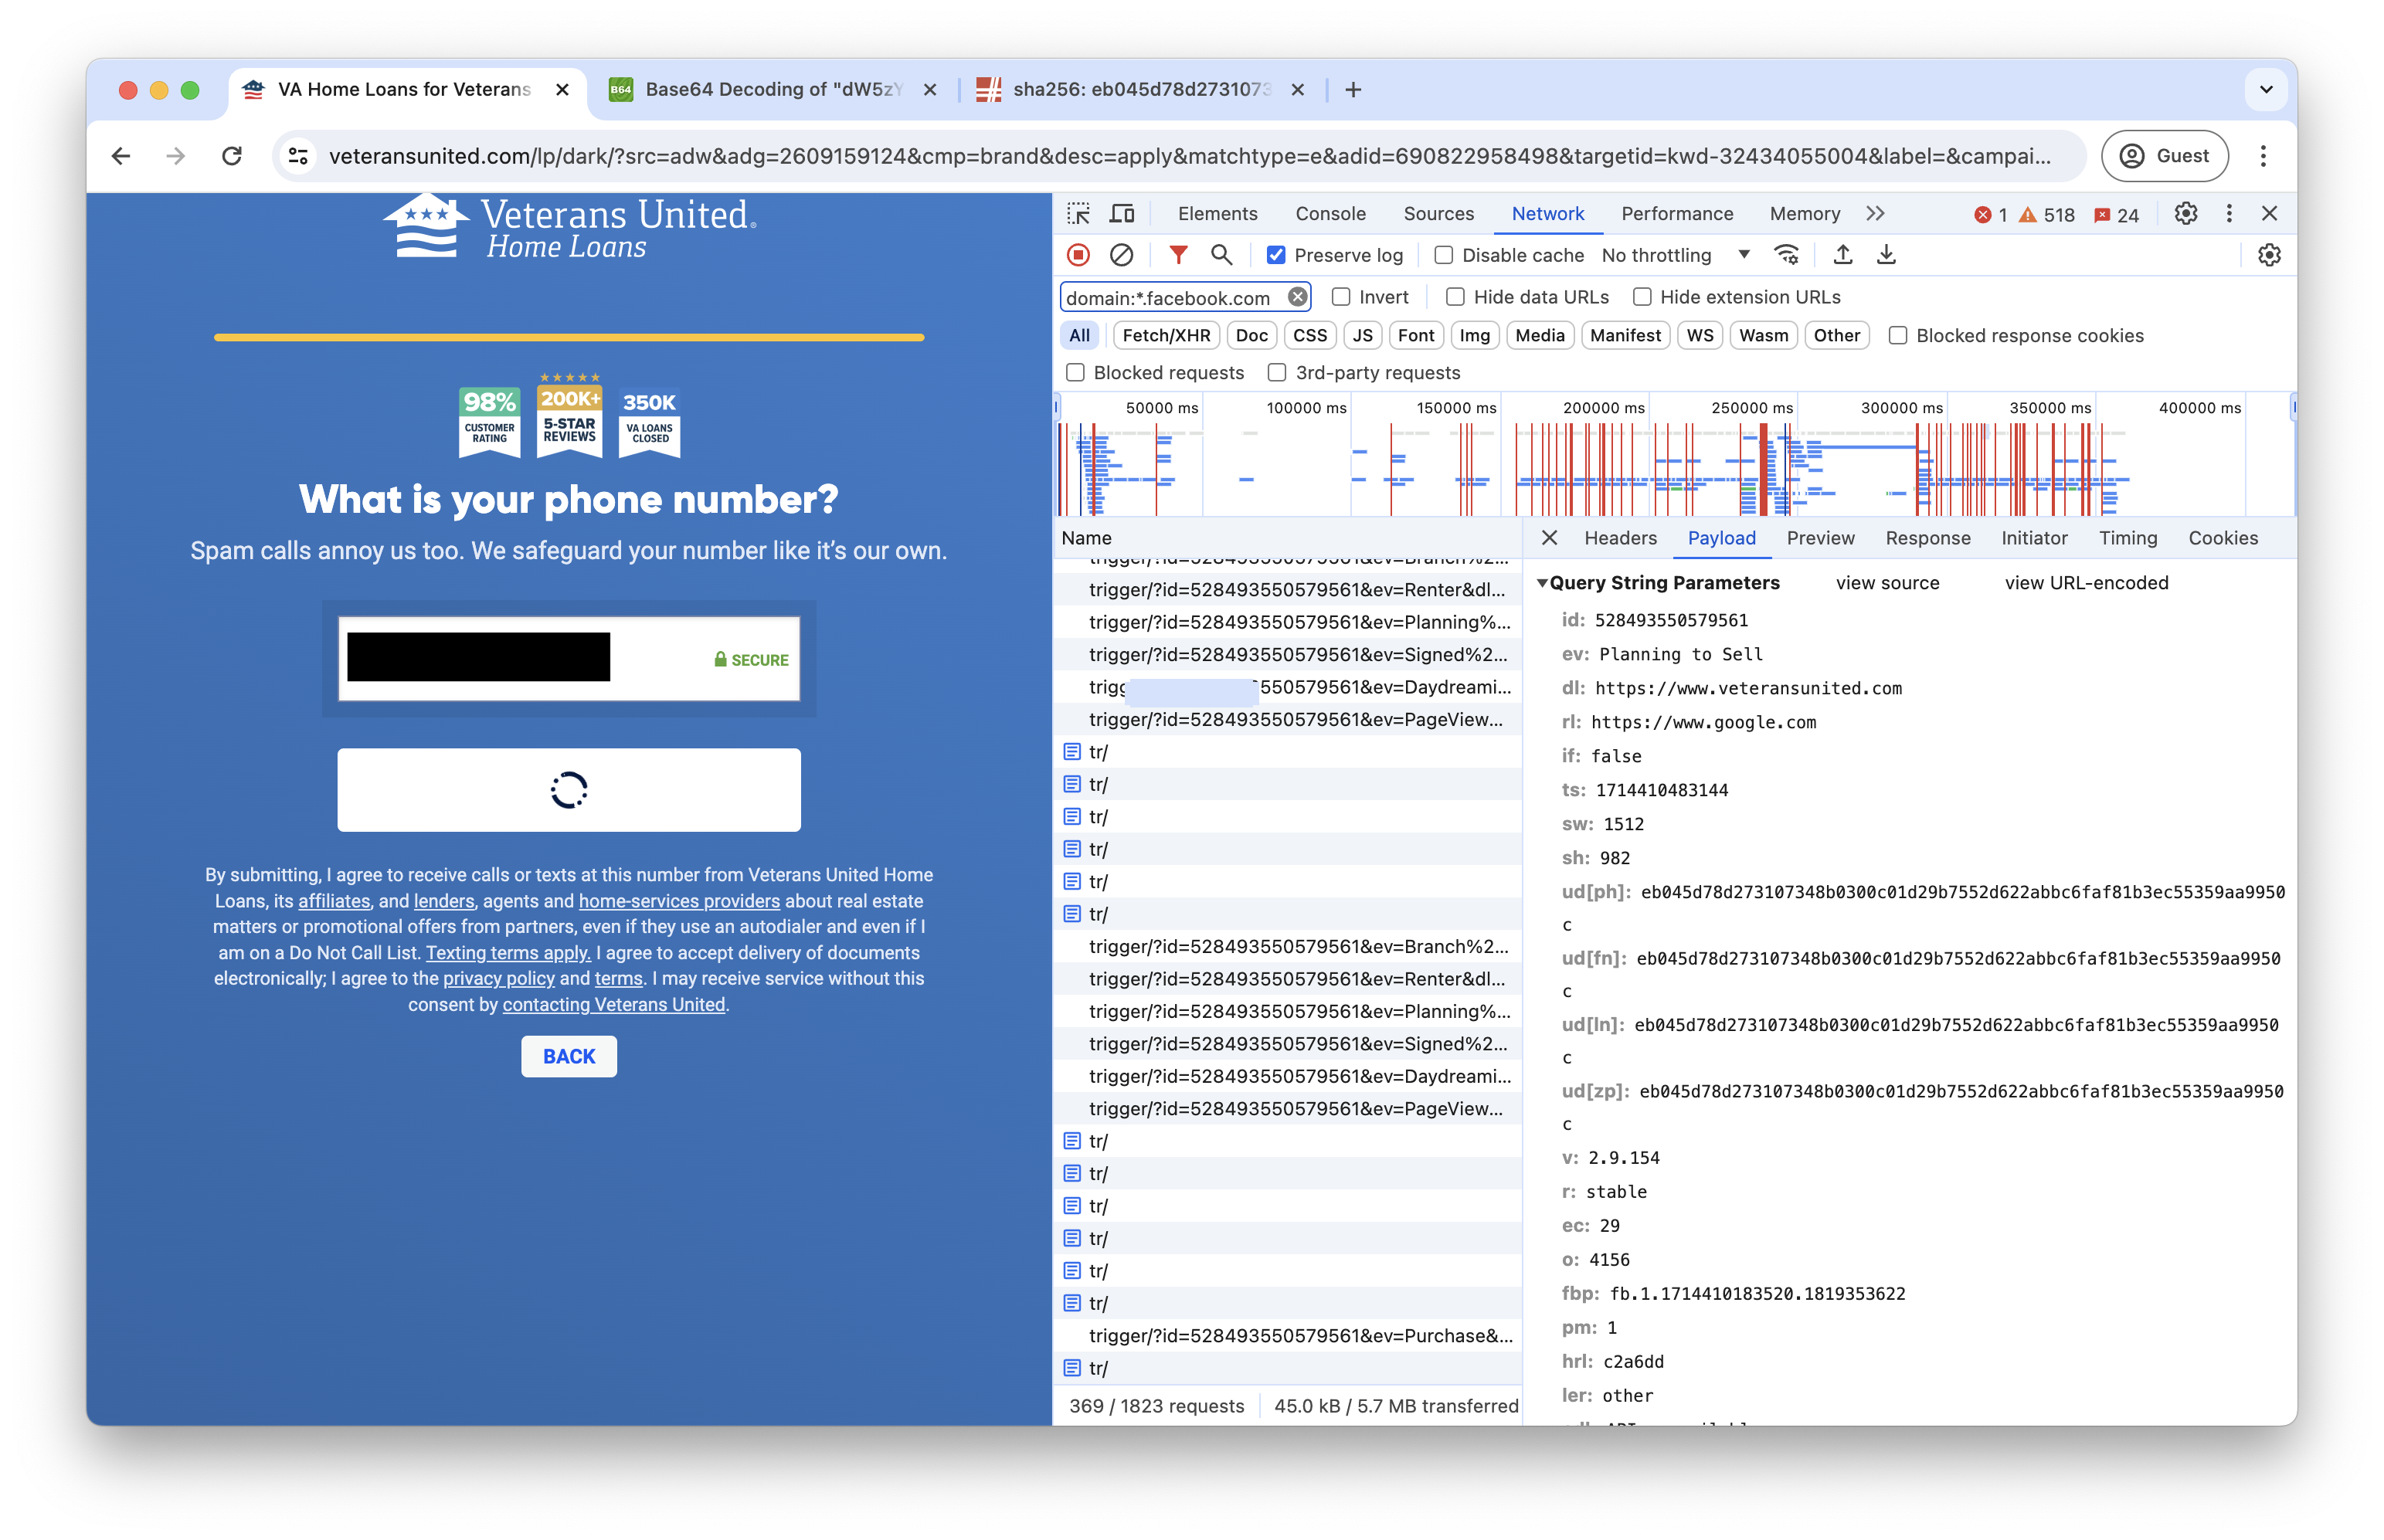 VA Home Loans for Veterans
Base64 Decoding of "dW5zY
sha256: eb045d78d2731073
veteransunited.com/lp/dark/?src=adw&adg=2609159124&cmp=brand&desc=apply&matchtype=e&adid=690822958498&targetid=kwd-32434055004&label=&campai...
Guest
Veterans United®
Home Loans
98%
CUSTOMER
RATING
200K+
5-STAR
REVIEWS
350K
VA LOANS
CLOSED
What is your phone number?
Spam calls annoy us too. We safeguard your number like it’s our own.
SECURE
By submitting, I agree to receive calls or texts at this number from Veterans United Home
Loans, its affiliates, and lenders, agents and home-services providers about real estate
matters or promotional offers from partners, even if they use an autodialer and even if I
am on a Do Not Call List. Texting terms apply. I agree to accept delivery of documents
electronically; I agree to the privacy policy and terms. I may receive service without this
consent by contacting Veterans United.
BACK
Elements Console Sources Network Performance Memory 1 518 24
Preserve log Disable cache No throttling
domain:*.facebook.com Invert Hide data URLs Hide extension URLs
All Fetch/XHR Doc CSS JS Font Img Media Manifest WS Wasm Other Blocked response cookies
Blocked requests 3rd-party requests
50000 ms 100000 ms 150000 ms 200000 ms 250000 ms 300000 ms 350000 ms 400000 ms
Name
trigger/?id=528493550579561&ev=Branch%2...
trigger/?id=528493550579561&ev=Renter&dl...
trigger/?id=528493550579561&ev=Planning%...
trigger/?id=528493550579561&ev=Signed%2...
trigg 550579561&ev=Daydreami...
trigger/?id=528493550579561&ev=PageView...
tr/
tr/
tr/
tr/
tr/
tr/
trigger/?id=528493550579561&ev=Branch%2...
trigger/?id=528493550579561&ev=Renter&dl...
trigger/?id=528493550579561&ev=Planning%...
trigger/?id=528493550579561&ev=Signed%2...
trigger/?id=528493550579561&ev=Daydreami...
trigger/?id=528493550579561&ev=PageView...
tr/
tr/
tr/
tr/
tr/
tr/
trigger/?id=528493550579561&ev=Purchase&...
tr/
369 / 1823 requests 45.0 kB / 5.7 MB transferred
Headers Payload Preview Response Initiator Timing Cookies
Query String Parameters view source view URL-encoded
id: 528493550579561
ev: Planning to Sell
dl: https://www.veteransunited.com
rl: https://www.google.com
if: false
ts: 1714410483144
sw: 1512
sh: 982
ud[ph]: eb045d78d273107348b0300c01d29b7552d622abbc6faf81b3ec55359aa9950
c
ud[fn]: eb045d78d273107348b0300c01d29b7552d622abbc6faf81b3ec55359aa9950
c
ud[ln]: eb045d78d273107348b0300c01d29b7552d622abbc6faf81b3ec55359aa9950
c
ud[zp]: eb045d78d273107348b0300c01d29b7552d622abbc6faf81b3ec55359aa9950
c
v: 2.9.154
r: stable
ec: 29
o: 4156
fbp: fb.1.1714410183520.1819353622
pm: 1
hrl: c2a6dd
ler: other